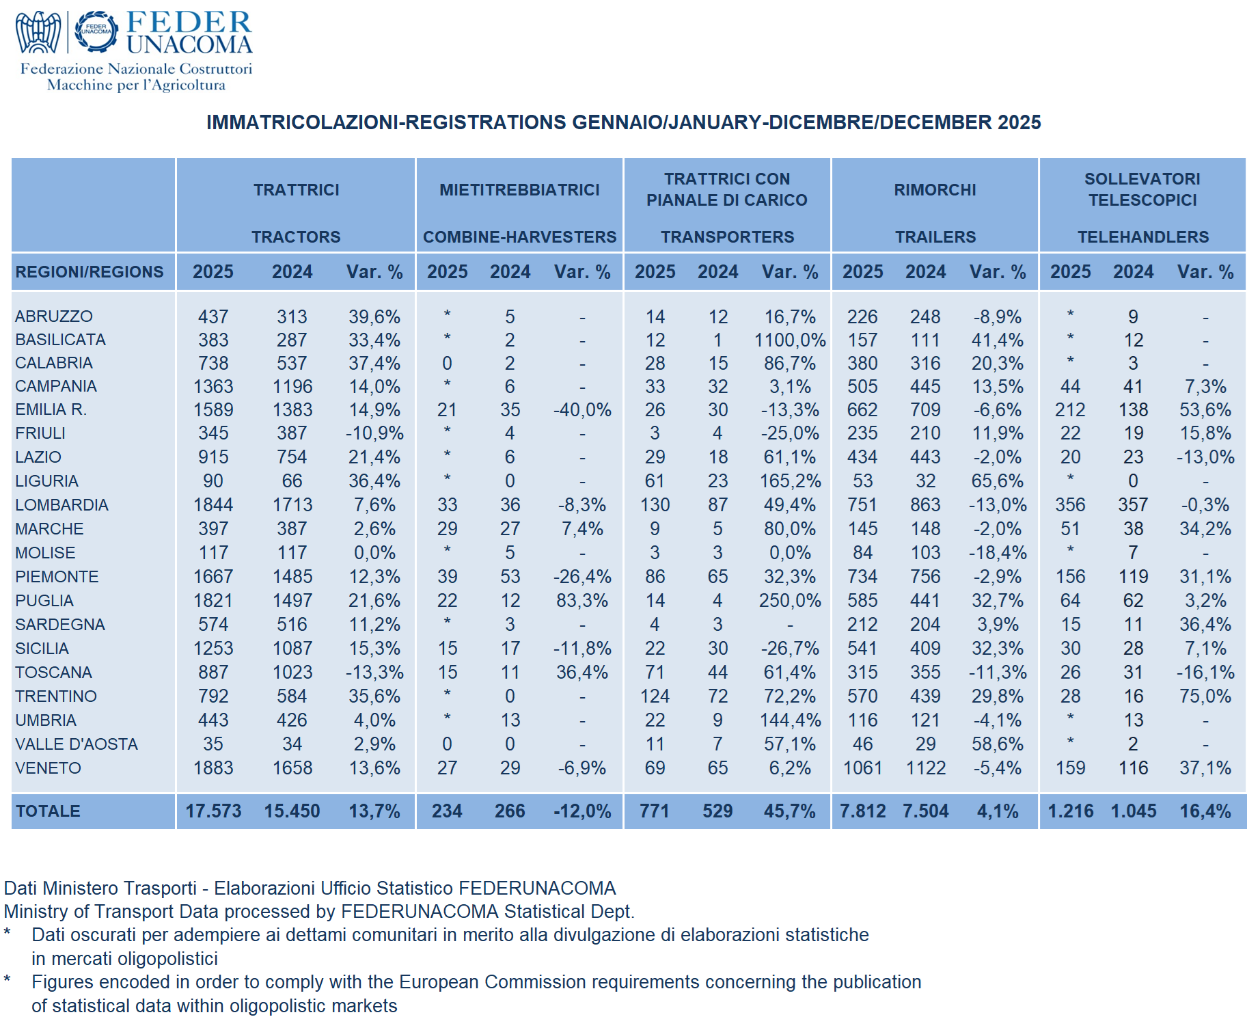 FEDER
UNACOMA
FEDER
UNACOMA
Federazione Nazionale Costruttori
Macchine per l'Agricoltura
IMMATRICOLAZIONI-REGISTRATIONS GENNAIO/JANUARY-DICEMBRE/DECEMBER 2025
TRATTRICI MIETITREBBIATRICI TRATTRICI CON PIANALE DI CARICO RIMORCHI SOLLEVATORI TELESCOPICI
TRACTORS COMBINE-HARVESTERS TRANSPORTERS TRAILERS TELEHANDLERS
REGIONI/REGIONS 2025 2024 Var. % 2025 2024 Var. % 2025 2024 Var. % 2025 2024 Var. % 2025 2024 Var. %
ABRUZZO 437 313 39,6% * 5 - 14 12 16,7% 226 248 -8,9% * 9 -
BASILICATA 383 287 33,4% * 2 - 12 1 1100,0% 157 111 41,4% * 12 -
CALABRIA 738 537 37,4% 0 2 - 28 15 86,7% 380 316 20,3% * 3 -
CAMPANIA 1363 1196 14,0% * 6 - 33 32 3,1% 505 445 13,5% 44 41 7,3%
EMILIA R. 1589 1383 14,9% 21 35 -40,0% 26 30 -13,3% 662 709 -6,6% 212 138 53,6%
FRIULI 345 387 -10,9% * 4 - 3 4 -25,0% 235 210 11,9% 22 19 15,8%
LAZIO 915 754 21,4% * 6 - 29 18 61,1% 434 443 -2,0% 20 23 -13,0%
LIGURIA 90 66 36,4% * 0 - 61 23 165,2% 53 32 65,6% * 0 -
LOMBARDIA 1844 1713 7,6% 33 36 -8,3% 130 87 49,4% 751 863 -13,0% 356 357 -0,3%
MARCHE 397 387 2,6% 29 27 7,4% 9 5 80,0% 145 148 -2,0% 51 38 34,2%
MOLISE 117 117 0,0% * 5 - 3 3 0,0% 84 103 -18,4% * 7 -
PIEMONTE 1667 1485 12,3% 39 53 -26,4% 86 65 32,3% 734 756 -2,9% 156 119 31,1%
PUGLIA 1821 1497 21,6% 22 12 83,3% 14 4 250,0% 585 441 32,7% 64 62 3,2%
SARDEGNA 574 516 11,2% * 3 - 4 3 - 212 204 3,9% 15 11 36,4%
SICILIA 1253 1087 15,3% 15 17 -11,8% 22 30 -26,7% 541 409 32,3% 30 28 7,1%
TOSCANA 887 1023 -13,3% 15 11 36,4% 71 44 61,4% 315 355 -11,3% 26 31 -16,1%
TRENTINO 792 584 35,6% * 0 - 124 72 72,2% 570 439 29,8% 28 16 75,0%
UMBRIA 443 426 4,0% * 13 - 22 9 144,4% 116 121 -4,1% * 13 -
VALLE D'AOSTA 35 34 2,9% 0 0 - 11 7 57,1% 46 29 58,6% * 2 -
VENETO 1883 1658 13,6% 27 29 -6,9% 69 65 6,2% 1061 1122 -5,4% 159 116 37,1%
TOTALE 17.573 15.450 13,7% 234 266 -12,0% 771 529 45,7% 7.812 7.504 4,1% 1.216 1.045 16,4%
Dati Ministero Trasporti - Elaborazioni Ufficio Statistico FEDERUNACOMA
Ministry of Transport Data processed by FEDERUNACOMA Statistical Dept.
* Dati oscurati per adempiere ai dettami comunitari in merito alla divulgazione di elaborazioni statistiche
in mercati oligopolistici
* Figures encoded in order to comply with the European Commission requirements concerning the publication
of statistical data within oligopolistic markets